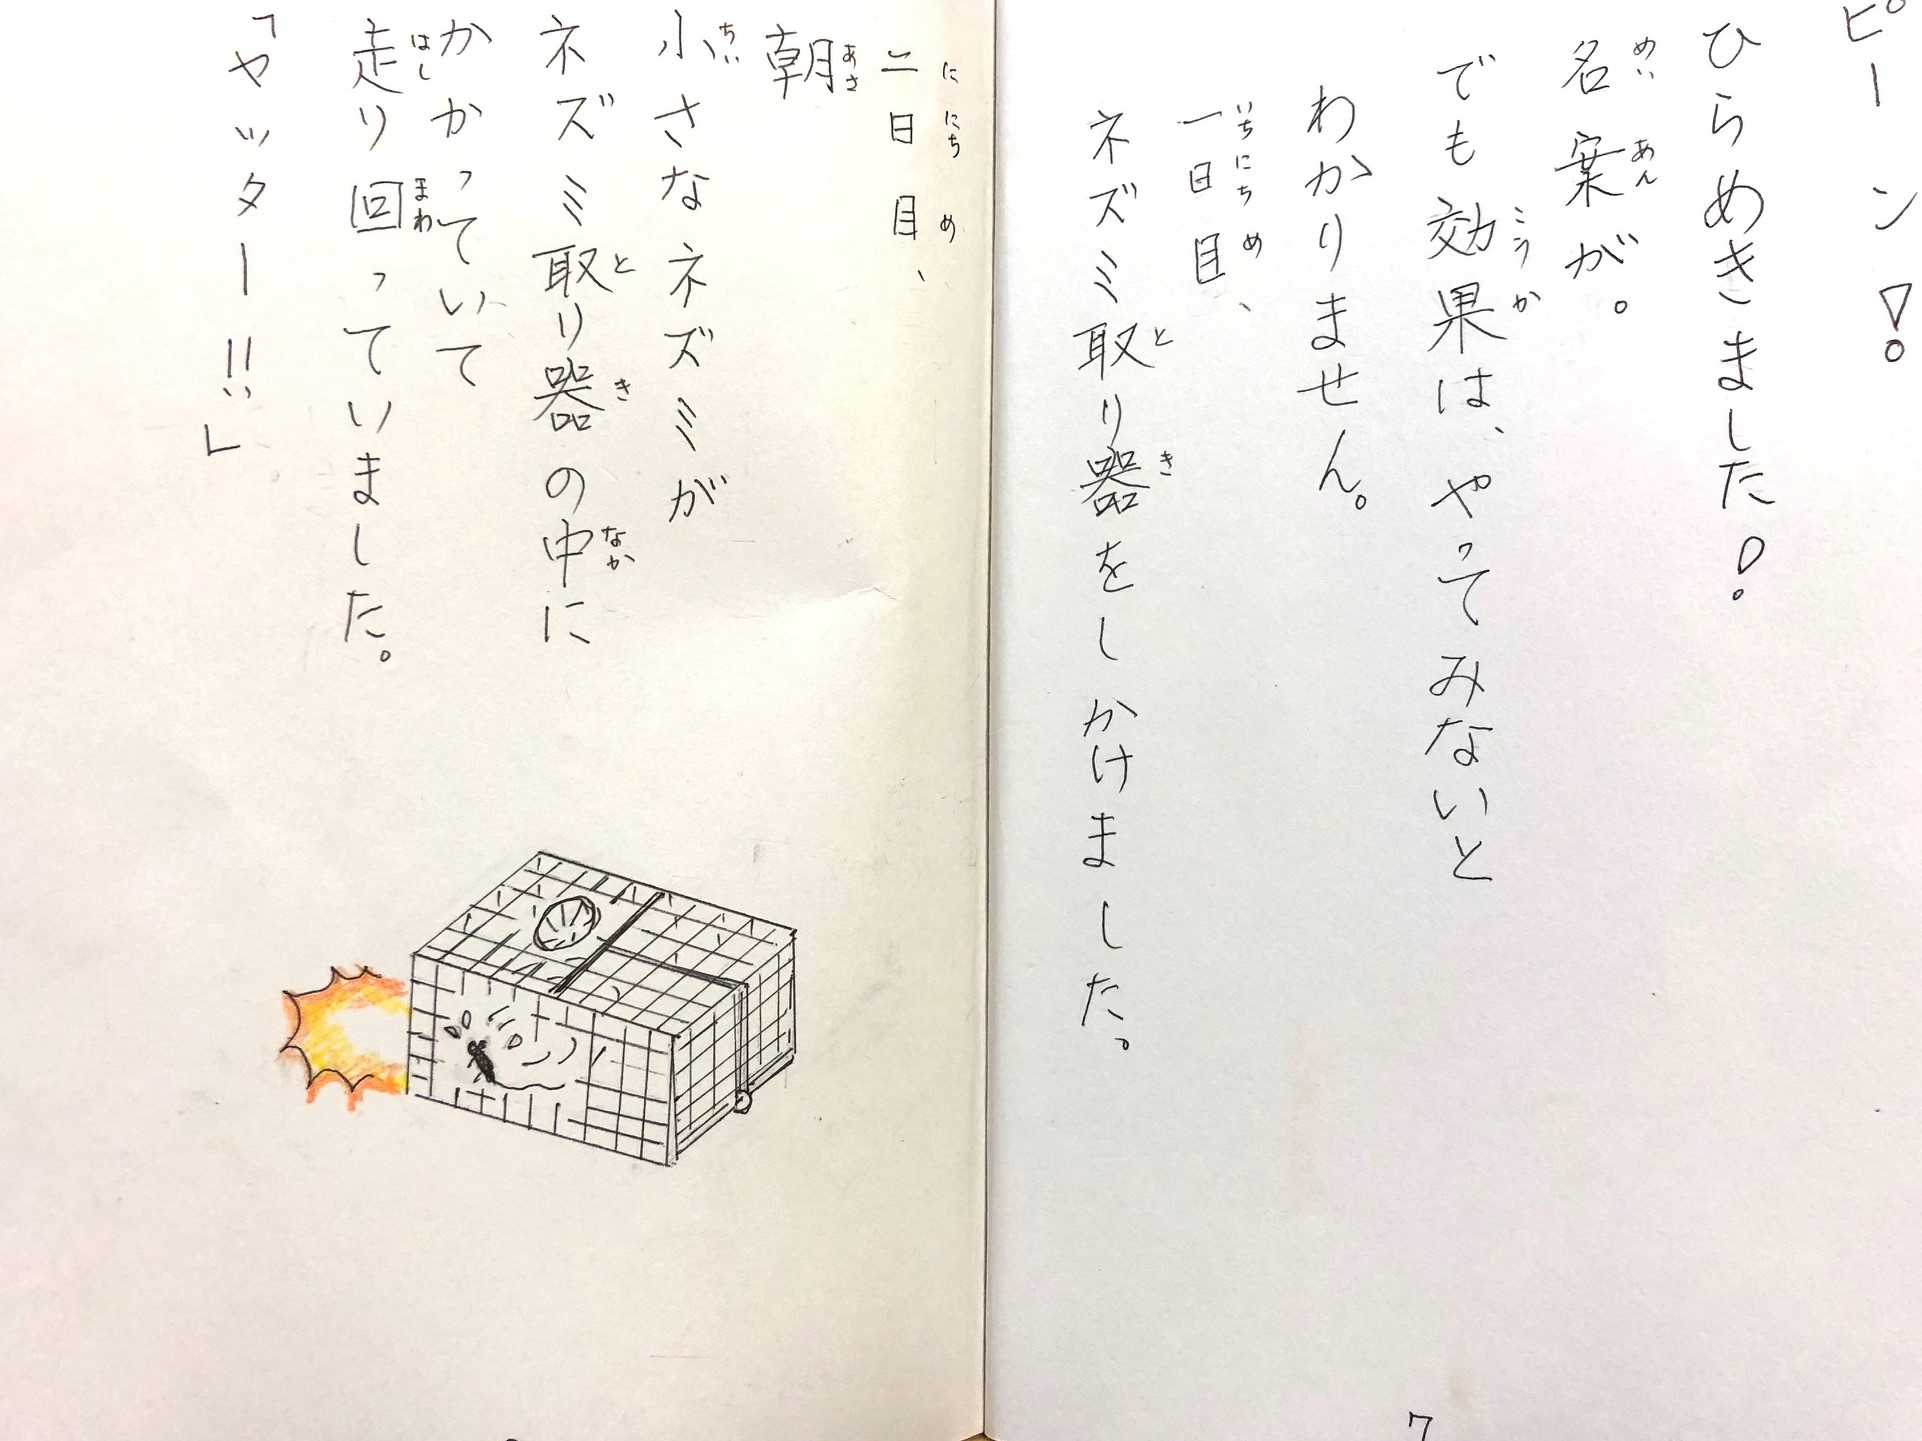 ピーン!
ひらめきました!
名案が。
でも効果は、やってみないと
わかりません。
一日目、
ネズミ取り器をしかけました。
7
二日目、
朝
小さなネズミが
ネズミ取り器の中に
かかっていて
走り回っていました。
「ヤッター!!」